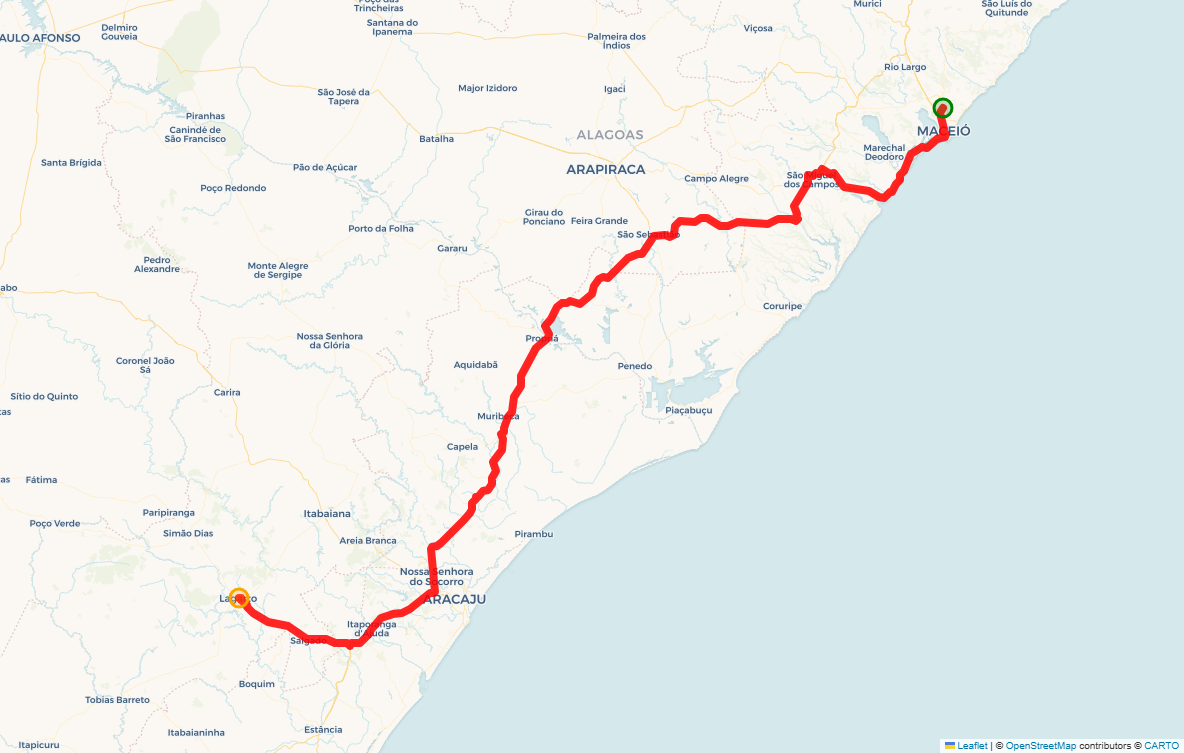 Poço das
Trincheiras
Murici
São Luís do
Quitunde
Delmiro
Gouveia
Santana do
Ipanema
Viçosa
AULO AFONSO
Palmeira dos
Índios
Rio Largo
São José da
Tapera
Major Izidoro
Igaci
Piranhas
Canindé de
São Francisco
Batalha
ALAGOAS
MACEIÓ
Marechal
Deodoro
Santa Brígida
Pão de Açúcar
ARAPIRACA
Campo Alegre
São Miguel
dos Campos
Poço Redondo
Girau do
Ponciano
Feira Grande
Porto da Folha
São Sebastião
Gararu
Pedro
Alexandre
Monte Alegre
de Sergipe
abo
Coruripe
Nossa Senhora
da Glória
Propriá
Coronel João
Sá
Aquidabã
Penedo
Carira
Sítio do Quinto
tas
Muribeca
Piaçabuçu
Capela
as
Fátima
Paripiranga
Itabaiana
Poço Verde
Simão Dias
Areia Branca
Pirambu
Nossa Senhora
do Socorro
Lagarto
ARACAJU
Itaporanga
d'Ajuda
Salgado
Boquim
Tobias Barreto
Itabaianinha
Estância
Itapicuru
Leaflet | © OpenStreetMap contributors © CARTO